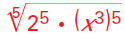 ⁵√2⁵ • (x³)⁵